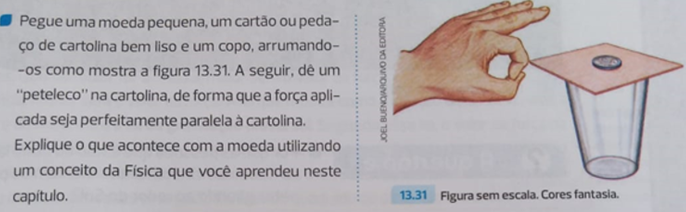 Pegue uma moeda pequena, um cartão ou peda-
ço de cartolina bem liso e um copo, arrumando-
-os como mostra a figura 13.31. A seguir, dê um
"peteleco" na cartolina, de forma que a força apli-
cada seja perfeitamente paralela à cartolina.
Explique o que acontece com a moeda utilizando
um conceito da Física que você aprendeu neste
capítulo.
JOEL BUENO/ARQUIVO DA EDITORA
13.31 Figura sem escala. Cores fantasia.